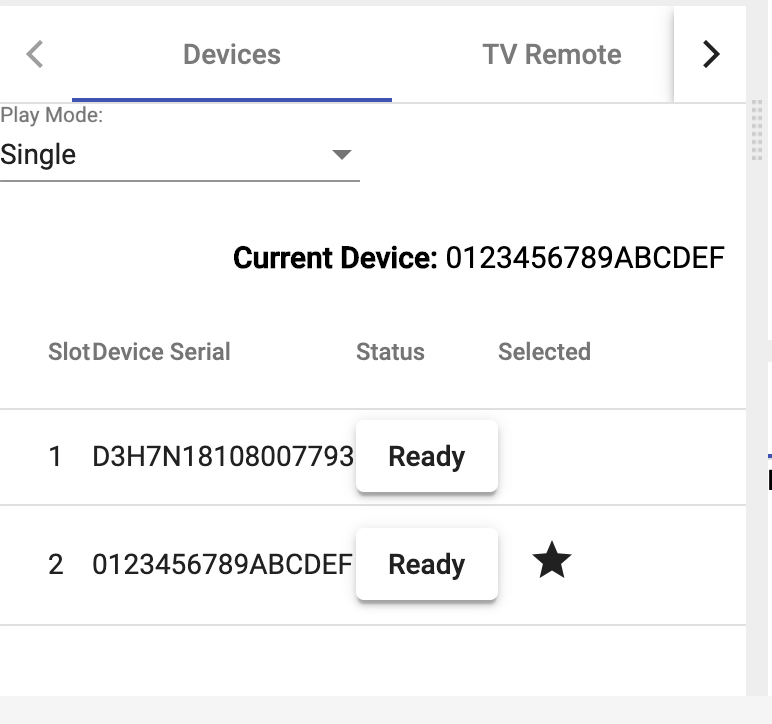 Devices TV Remote
Play Mode:
Single
Current Device: 0123456789ABCDEF
Slot Device Serial Status Selected
1 D3H7N18108007793 Ready
2 0123456789ABCDEF Ready